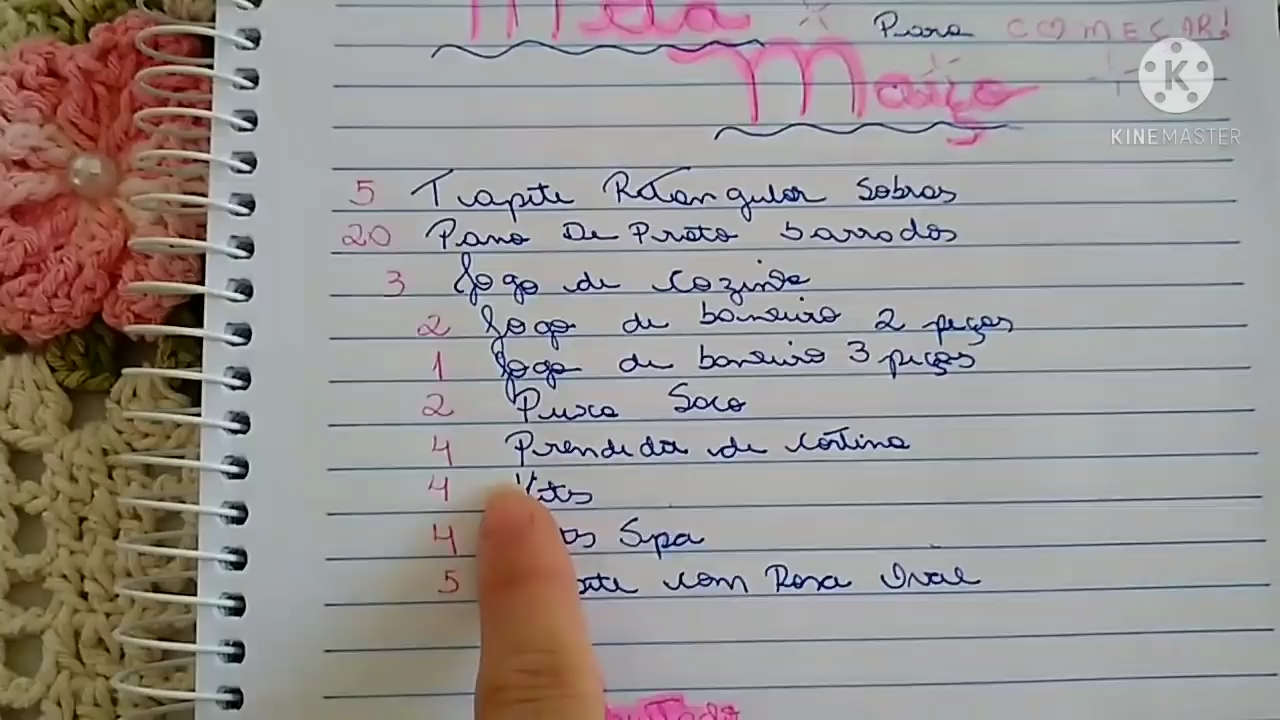 Meta
Para COMEÇAR!
Março
KINEMASTER
5 Tapete Retangular Sobras
20 Pano De Prato barrados
3 Jogo de cozinha
2 Jogo de banheiro 2 peças
1 Jogo de banheiro 3 peças
2 Puxa Saco
4 Prendedor de cortina
4 Kits
4 Spa
5 com Rosa Oval